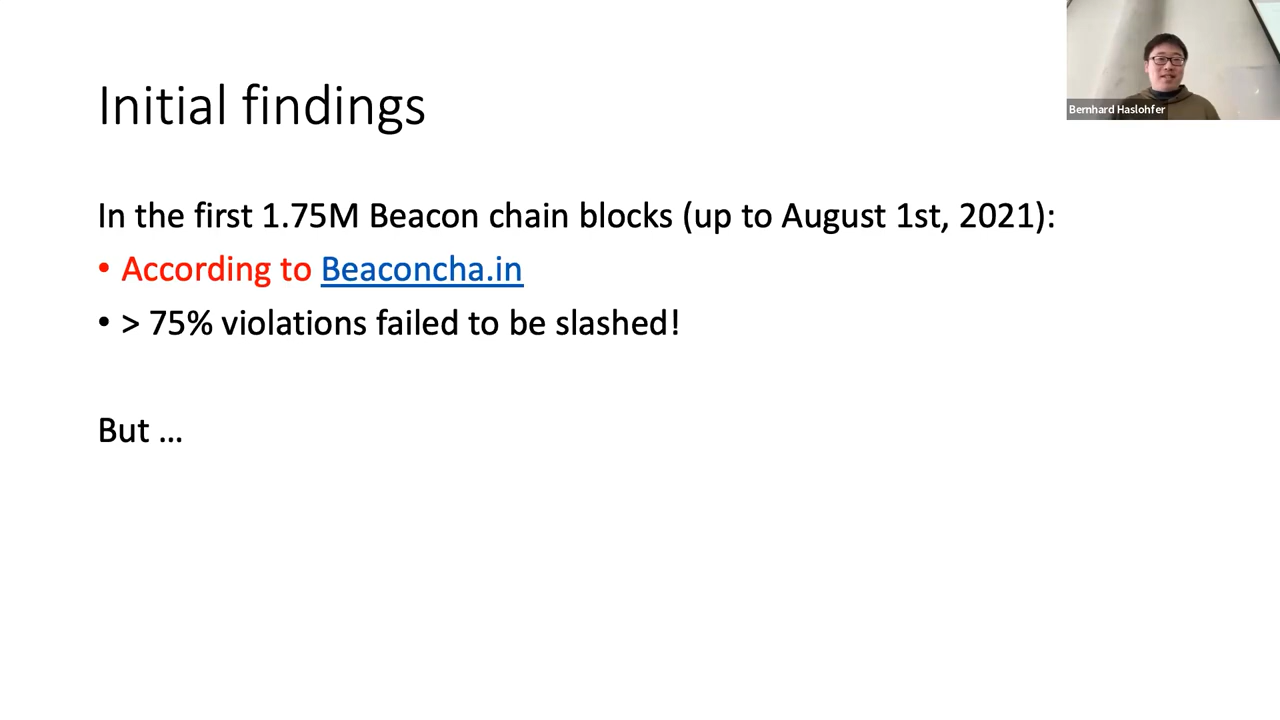 Initial findings
Bernhard Haslohfer
In the first 1.75M Beacon chain blocks (up to August 1st, 2021):
• According to Beaconcha.in
• > 75% violations failed to be slashed!
But ...